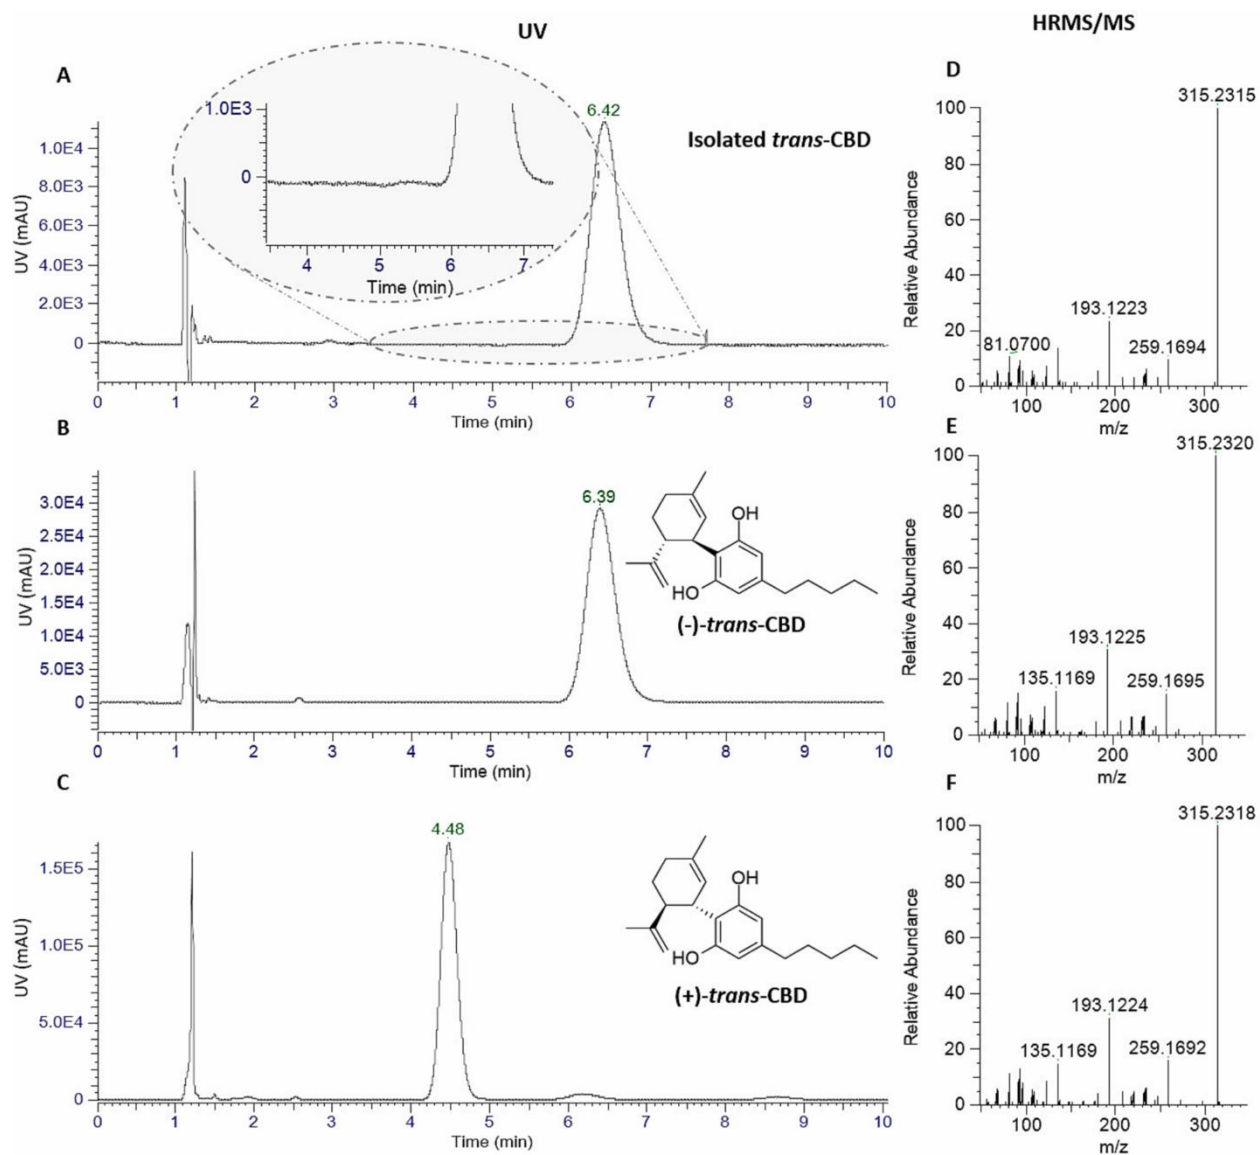 UV
HRMS/MS
A
1.0E3
0
4 5 6 7
Time (min)
6.42
Isolated trans-CBD
1.0E4
8.0E3
6.0E3
4.0E3
2.0E3
0
UV (mAU)
0 1 2 3 4 5 6 7 8 9 10
Time (min)
D
315.2315
100
80
60
40
20
0
Relative Abundance
193.1223
81.0700
259.1694
100 200 300
m/z
B
6.39
3.0E4
2.5E4
2.0E4
1.5E4
1.0E4
5.0E3
0
UV (mAU)
OH
HO
(-)-trans-CBD
0 1 2 3 4 5 6 7 8 9 10
Time (min)
E
315.2320
100
80
60
40
20
0
Relative Abundance
193.1225
135.1169
259.1695
100 200 300
m/z
C
4.48
1.5E5
1.0E5
5.0E4
0
UV (mAU)
OH
HO
(+)-trans-CBD
0 1 2 3 4 5 6 7 8 9 10
Time (min)
F
315.2318
100
80
60
40
20
0
Relative Abundance
193.1224
135.1169
259.1692
100 200 300
m/z